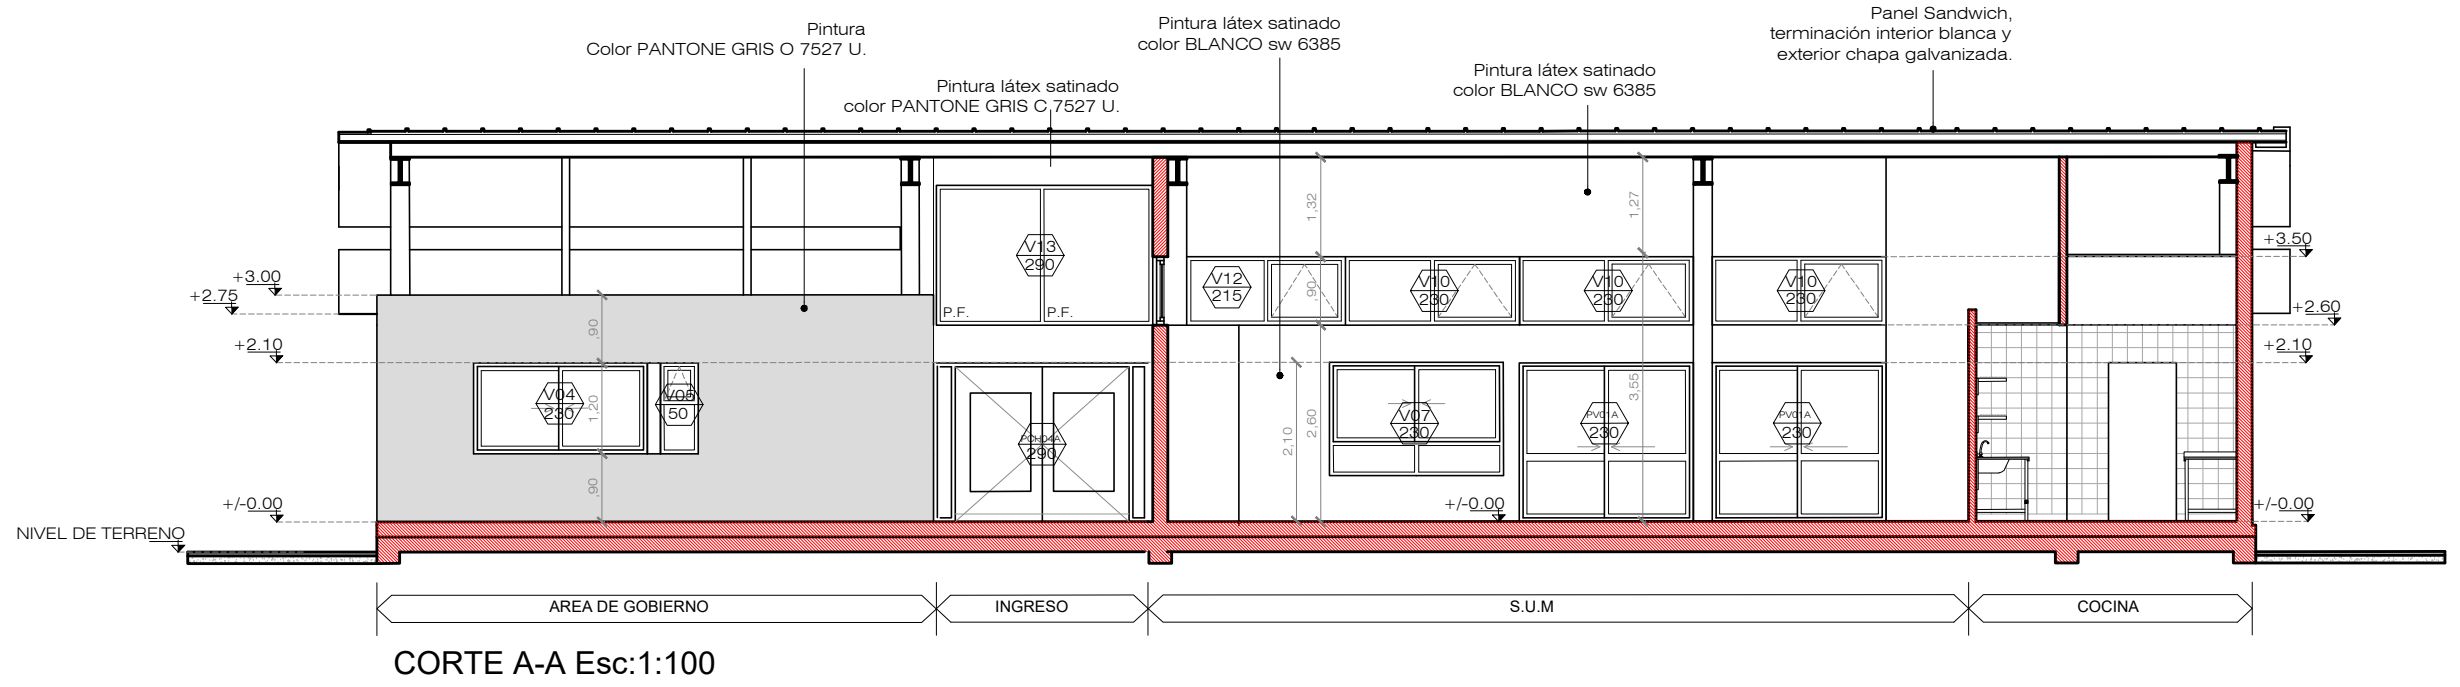 Pintura
Color PANTONE GRIS O 7527 U.
Pintura látex satinado
color PANTONE GRIS C 7527 U.
Pintura látex satinado
color BLANCO sw 6385
Pintura látex satinado
color BLANCO sw 6385
Panel Sandwich,
terminación interior blanca y
exterior chapa galvanizada.
+3.00
+2.75
+2.10
+/-0.00
NIVEL DE TERRENO
,90
1,20
,90
V04
230
V05
50
V13
290
P.F.
P.F.
PCH04A
290
1,32
,90
2,60
2,10
1,27
3,55
V12
215
V10
230
V10
230
V10
230
V07
230
PV01A
230
PV01A
230
+/-0.00
+3.50
+2.60
+2.10
+/-0.00
AREA DE GOBIERNO
INGRESO
S.U.M
COCINA
CORTE A-A Esc:1:100